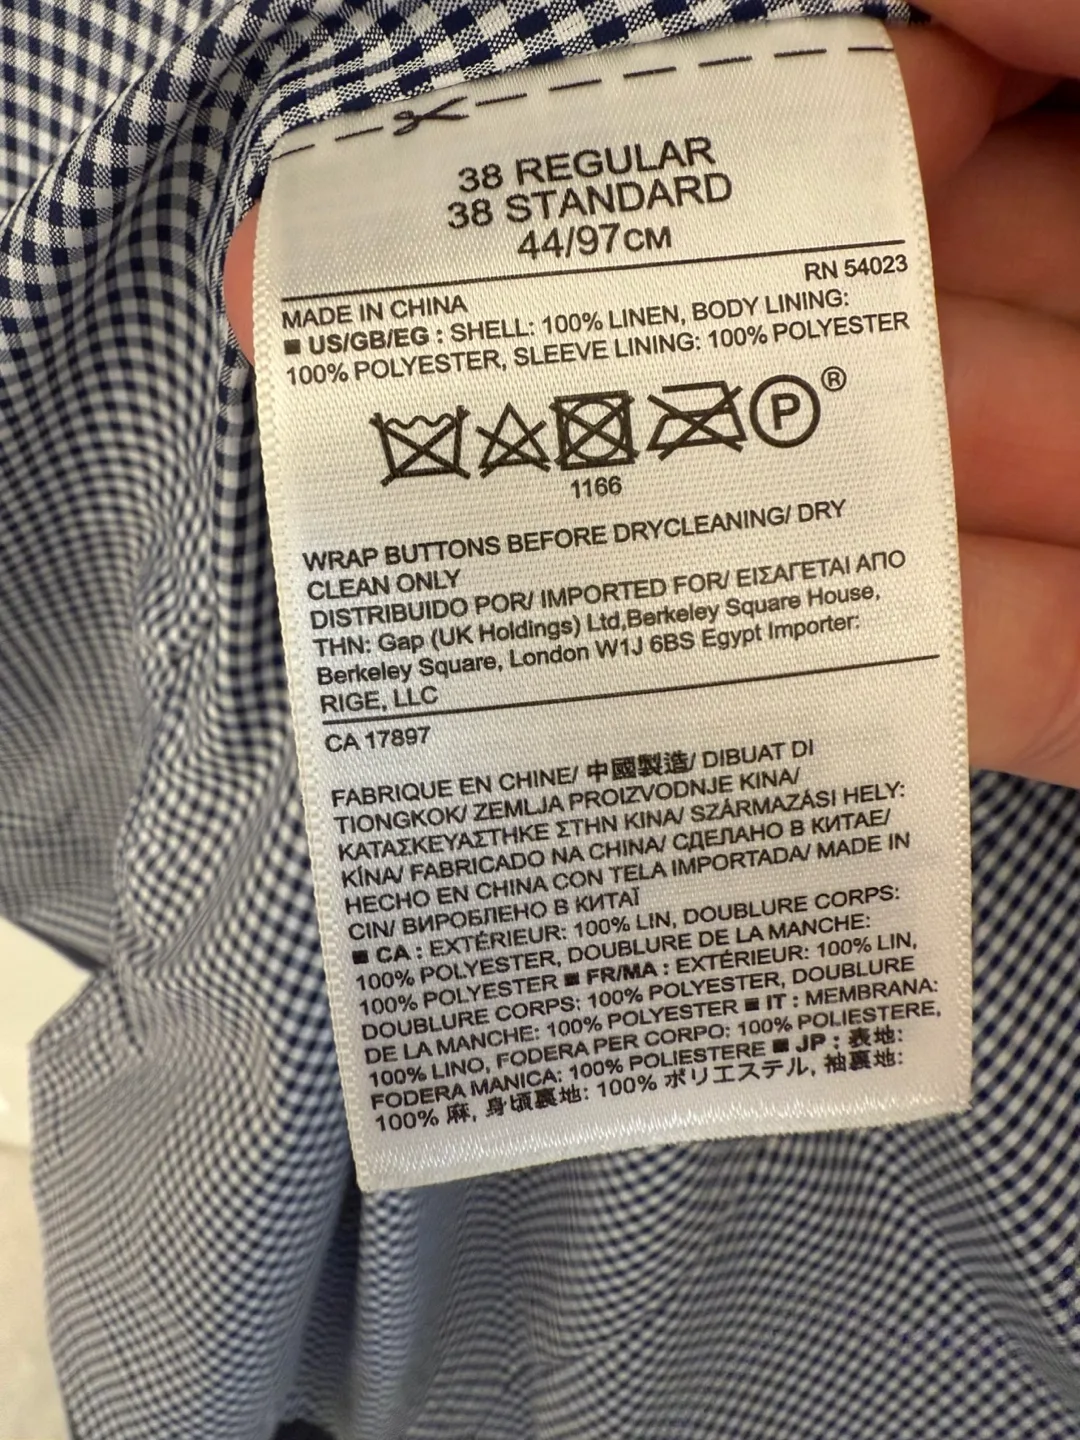 38 REGULAR
38 STANDARD
44/97CM
RN 54023
MADE IN CHINA
■ US/GB/EG : SHELL: 100% LINEN, BODY LINING:
100% POLYESTER, SLEEVE LINING: 100% POLYESTER
P ®
1166
WRAP BUTTONS BEFORE DRYCLEANING/ DRY
CLEAN ONLY
DISTRIBUIDO POR/ IMPORTED FOR/ ΕΙΣΑΓΕΤΑΙ ΑΠΟ
THN: Gap (UK Holdings) Ltd,Berkeley Square House,
Berkeley Square, London W1J 6BS Egypt Importer:
RIGE, LLC
CA 17897
FABRIQUE EN CHINE/ 中國製造/ DIBUAT DI
TIONGKOK/ ZEMLJA PROIZVODNJE KINA/
ΚΑΤΑΣΚΕΥΑΣΤΗΚΕ ΣΤΗΝ ΚΙΝΑ/ SZÁRMAZÁSI HELY:
KÍNA/ FABRICADO NA CHINA/ СДЕЛАНО В КИТАЕ/
HECHO EN CHINA CON TELA IMPORTADA/ MADE IN
CIN/ ВИРОБЛЕНО В КИТАЇ
■ CA : EXTÉRIEUR: 100% LIN, DOUBLURE CORPS:
100% POLYESTER, DOUBLURE DE LA MANCHE:
100% POLYESTER ■ FR/MA : EXTÉRIEUR: 100% LIN,
DOUBLURE CORPS: 100% POLYESTER, DOUBLURE
DE LA MANCHE: 100% POLYESTER ■ IT : MEMBRANA:
100% LINO, FODERA PER CORPO: 100% POLIESTERE,
FODERA MANICA: 100% POLIESTERE ■ JP : 表地:
100% 麻, 身頃裏地: 100% ポリエステル, 袖裏地: